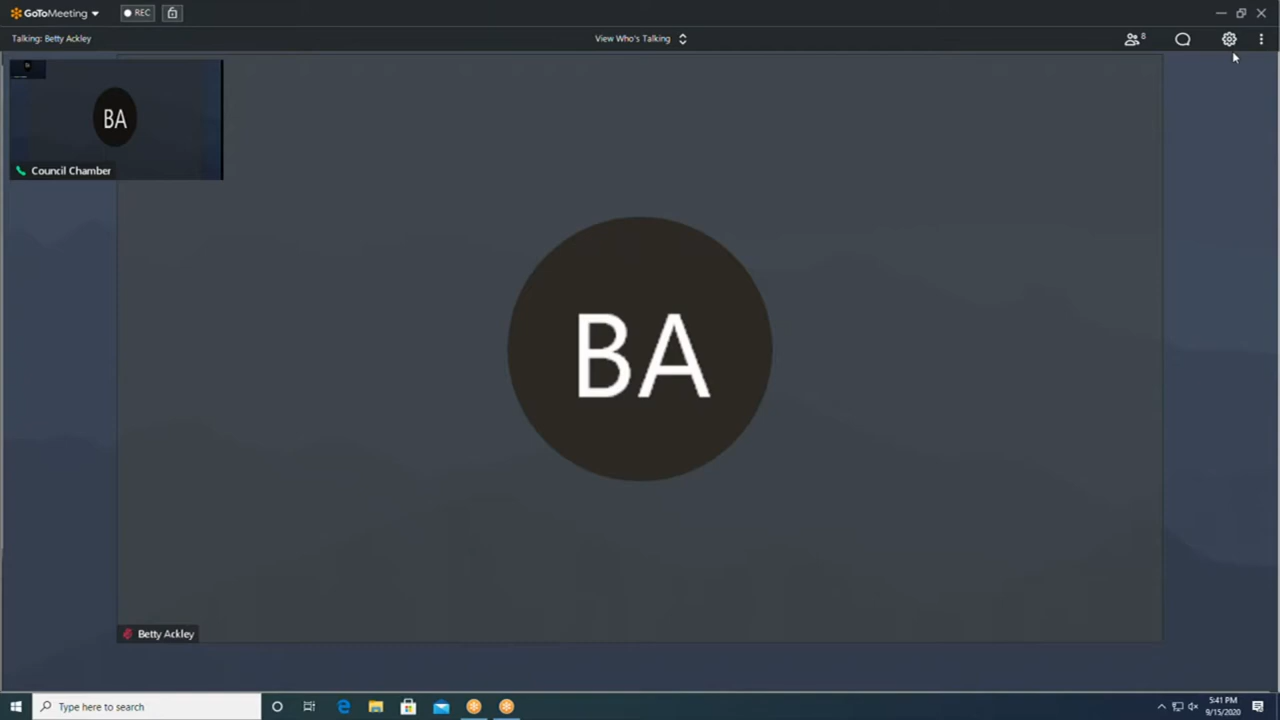 GoToMeeting
REC
Talking: Betty Ackley
View Who's Talking
8
BA
Council Chamber
BA
Betty Ackley
Type here to search
5:41 PM
9/15/2020